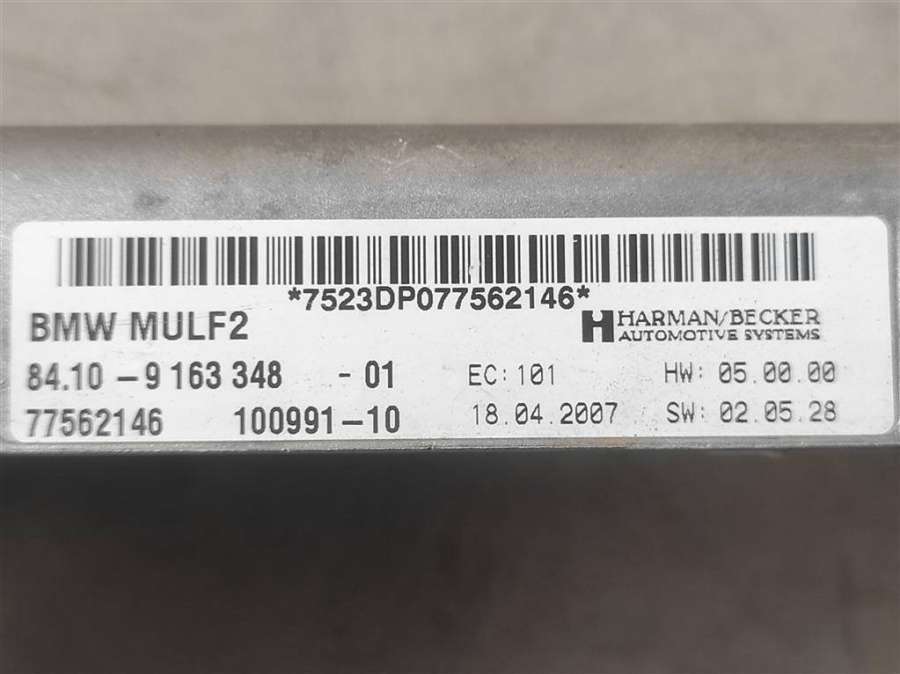 *7523DP077562146*
BMW MULF2
HARMAN/BECKER
AUTOMOTIVE SYSTEMS
84.10 - 9 163 348 - 01 EC: 101 HW: 05.00.00
77562146 100991-10 18.04.2007 SW: 02.05.28